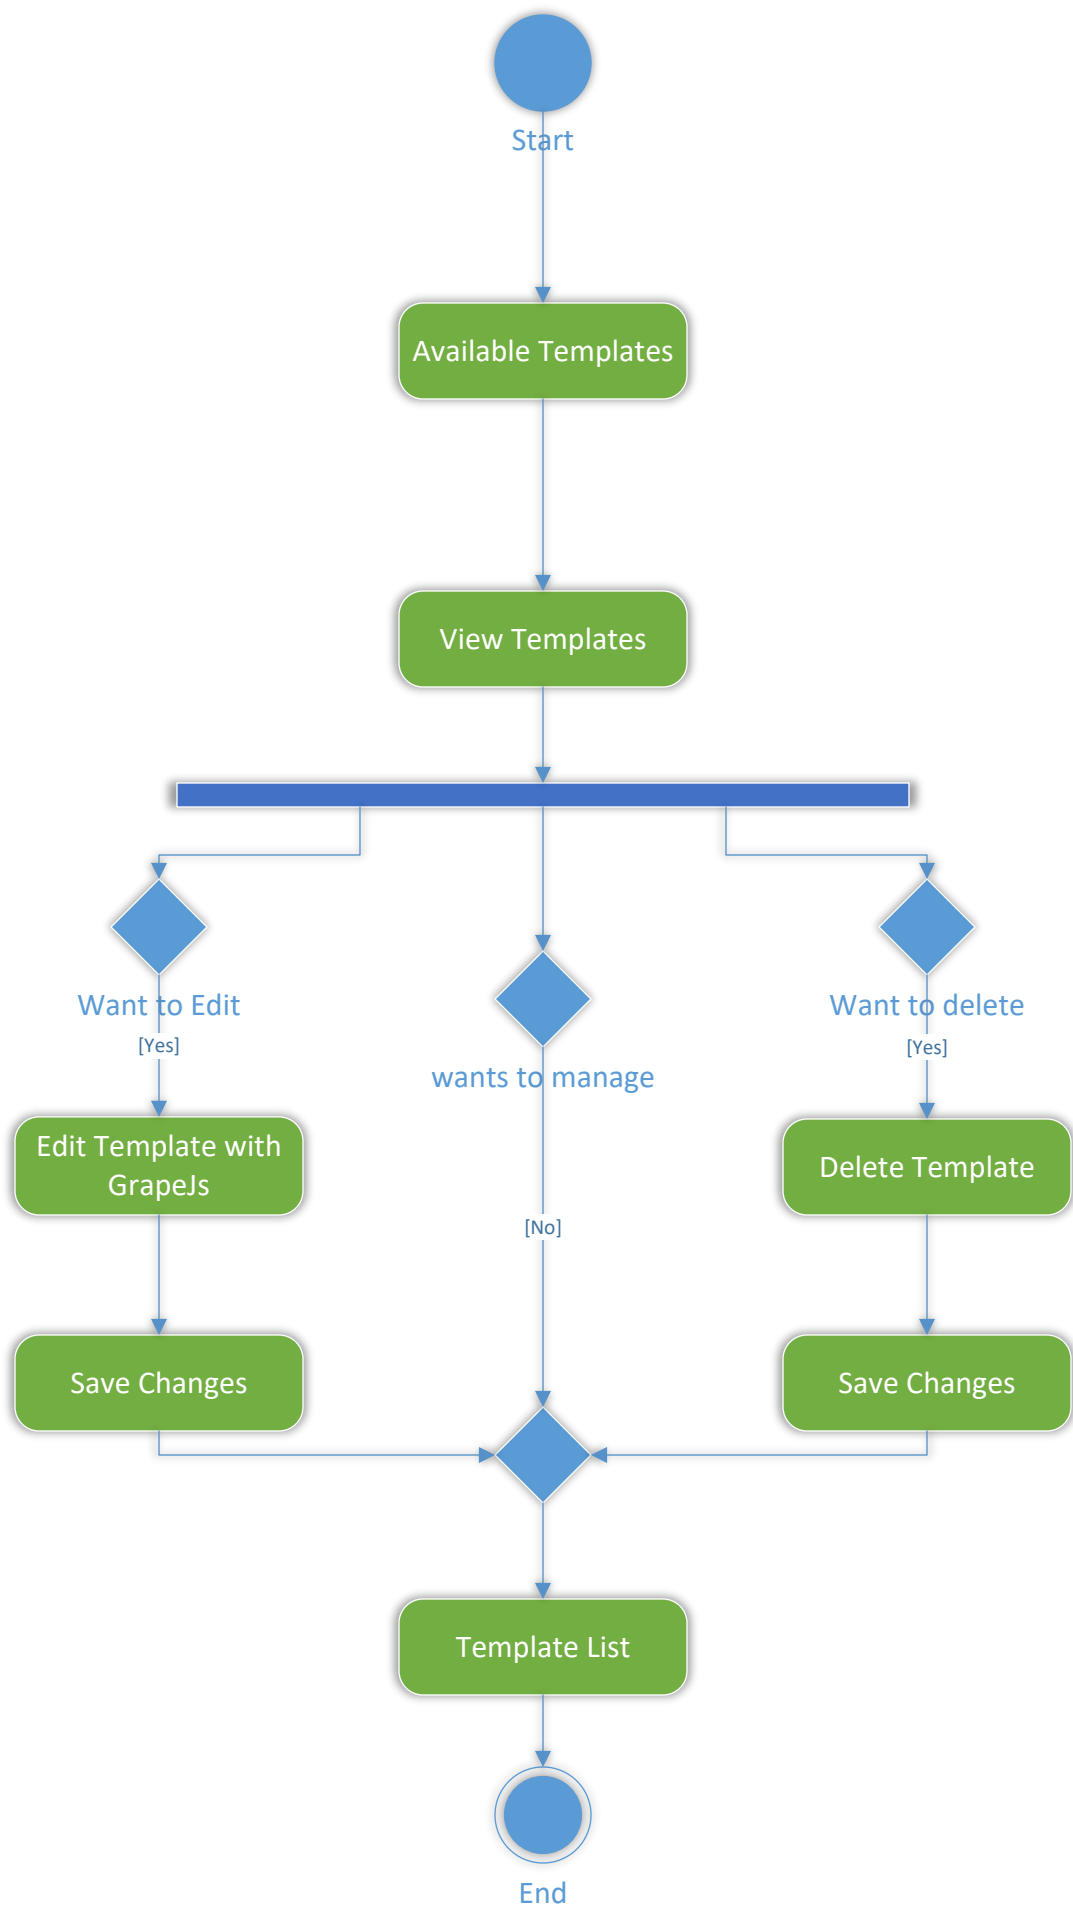 Start
Available Templates
View Templates
Want to Edit
[Yes]
wants to manage
Want to delete
[Yes]
Edit Template with
GrapeJs
Delete Template
[No]
Save Changes
Save Changes
Template List
End